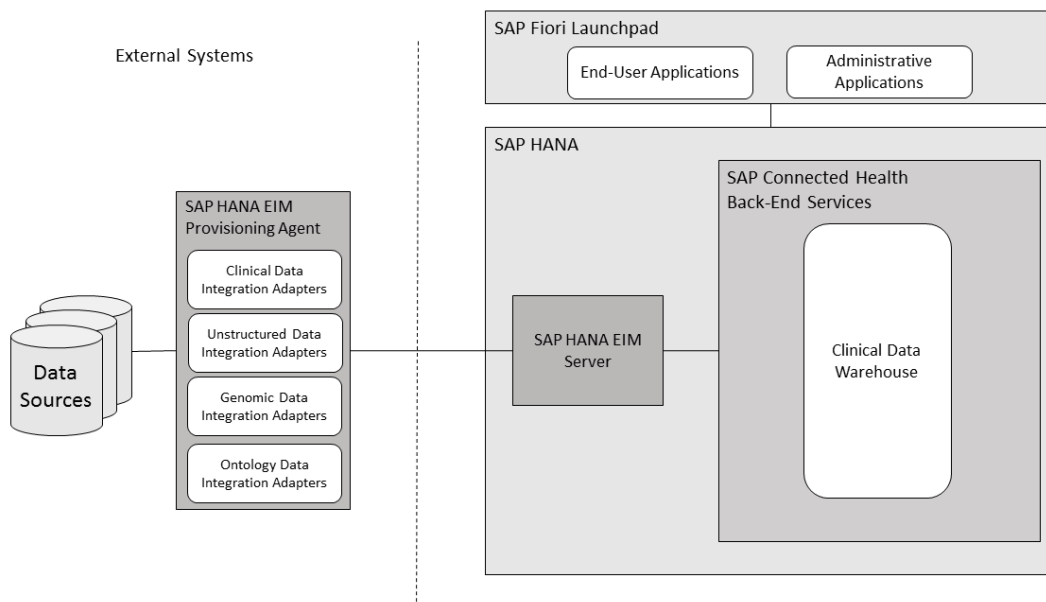 External Systems
SAP Fiori Launchpad
End-User Applications
Administrative
Applications
SAP HANA
SAP Connected Health
Back-End Services
SAP HANA EIM
Provisioning Agent
Clinical Data
Integration Adapters
Unstructured Data
Integration Adapters
Genomic Data
Integration Adapters
Ontology Data
Integration Adapters
Data
Sources
SAP HANA EIM
Server
Clinical Data
Warehouse